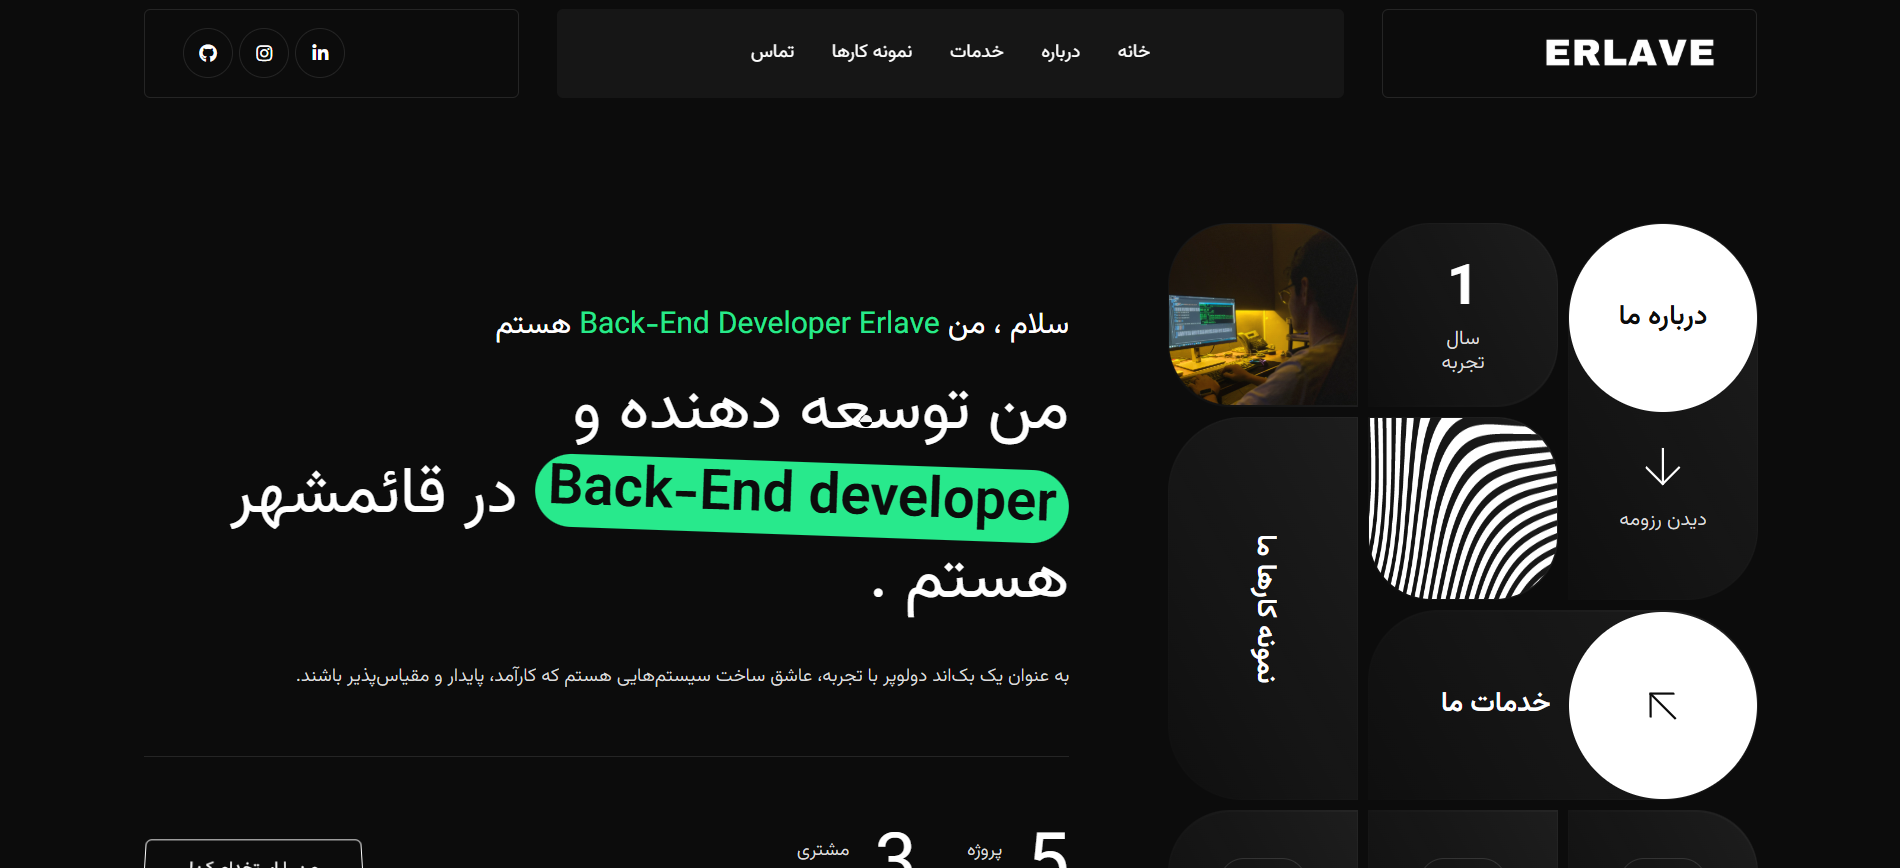 ERLAVE
خانه
درباره
خدمات
نمونه کارها
تماس
درباره ما
دیدن رزومه
1
سال
تجربه
نمونه کارها ما
خدمات ما
سلام ، من Back-End Developer Erlave هستم
من توسعه دهنده و
Back-End developer در قائمشهر
هستم .
به عنوان یک بک‌اند دولوپر با تجربه، عاشق ساخت سیستم‌هایی هستم که کارآمد، پایدار و مقیاس‌پذیر باشند.
5 پروژه
3 مشتری